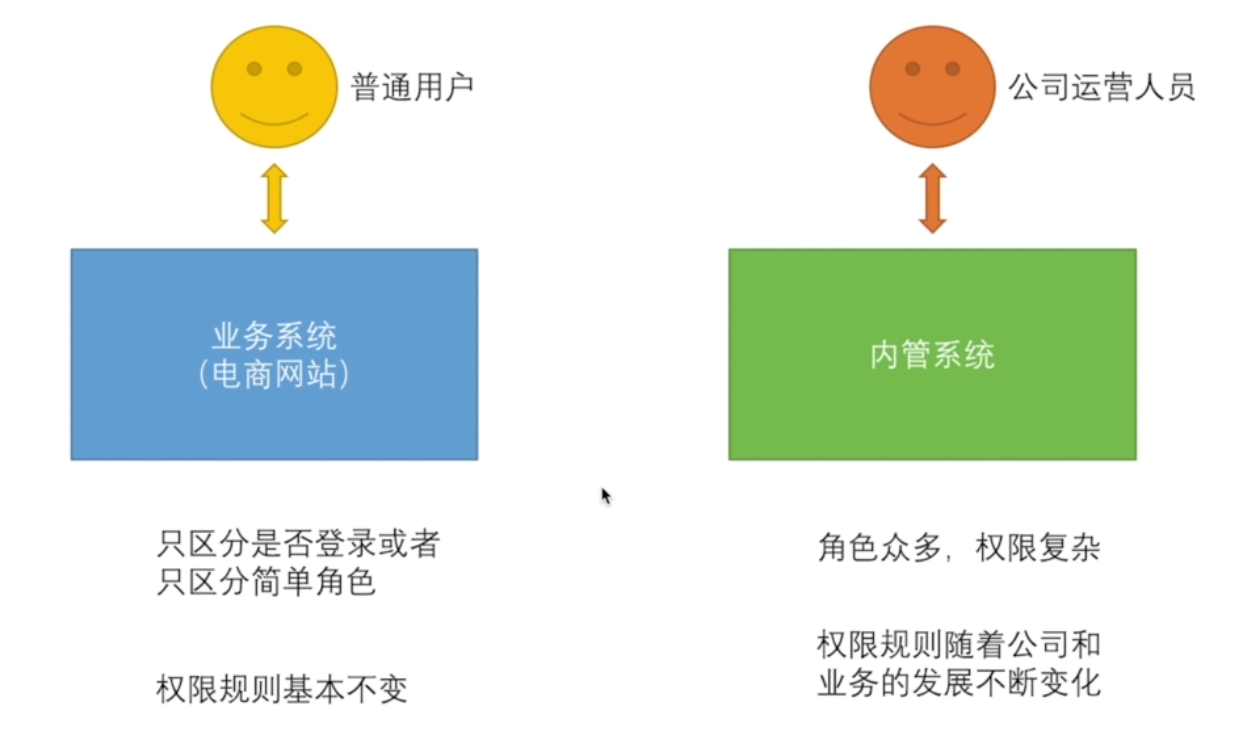 普通用户
公司运营人员
业务系统
（电商网站）
内管系统
只区分是否登录或者
只区分简单角色
角色众多，权限复杂
权限规则基本不变
权限规则随着公司和
业务的发展不断变化